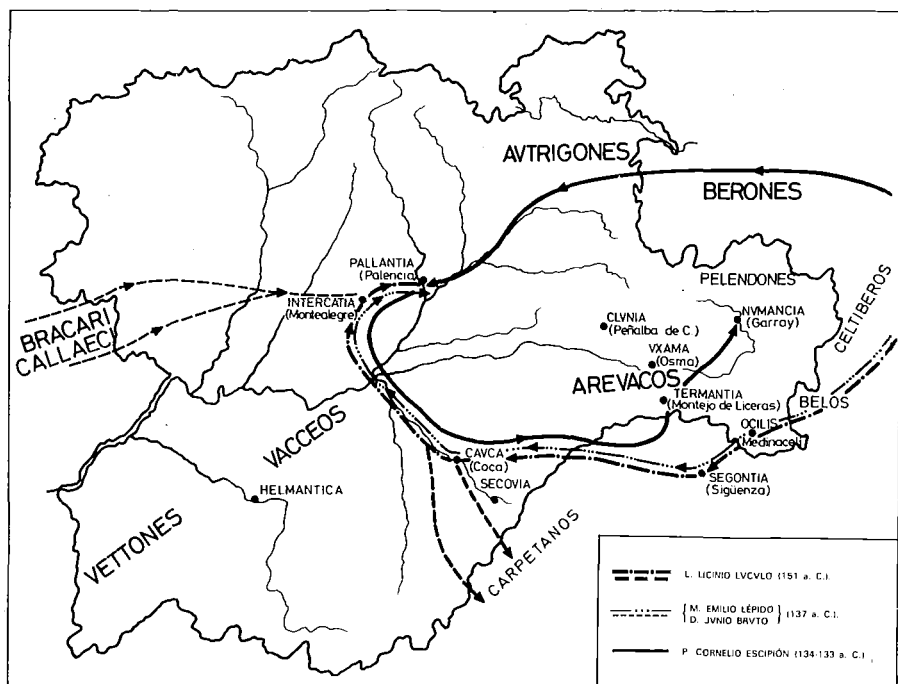 AVTRIGONES
BERONES
PALLANTIA
(Palencia)
PELENDONES
INTERCATIA
(Montealegre)
CELTIBEROS
BRACARI
CALLAECI
CLVNIA
(Peñalba de C.)
NVMANCIA
(Garray)
VXAMA
(Osma)
AREVACOS
TERMANTIA
(Montejo de Liceras)
BELOS
OCILIS
(Medinaceli)
VACCEOS
CAVCA
(Coca)
SEGONTIA
(Sigüenza)
HELMANTICA
SECOVIA
VETTONES
CARPETANOS
L. LICINIO LVCVLO (151 a. C.).
M. EMILIO LÉPIDO
D. JVNIO BRVTO
(137 a. C.).
P. CORNELIO ESCIPIÓN (134-133 a. C.).